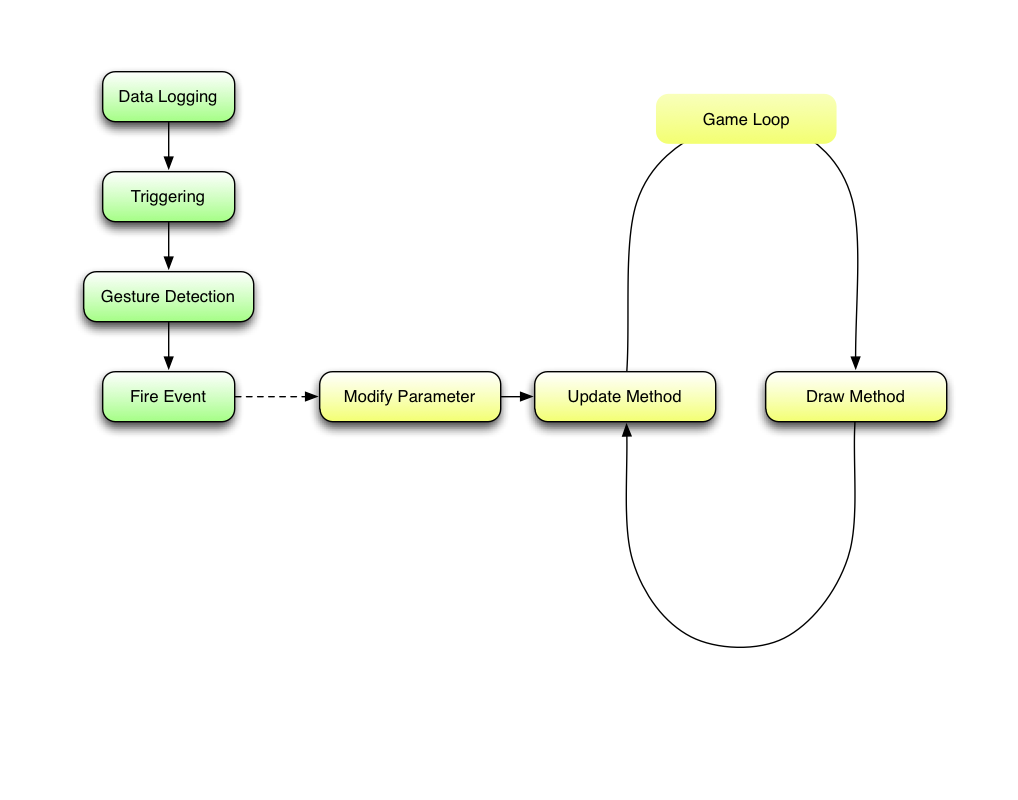 Data Logging
Game Loop
Triggering
Gesture Detection
Fire Event
Modify Parameter
Update Method
Draw Method